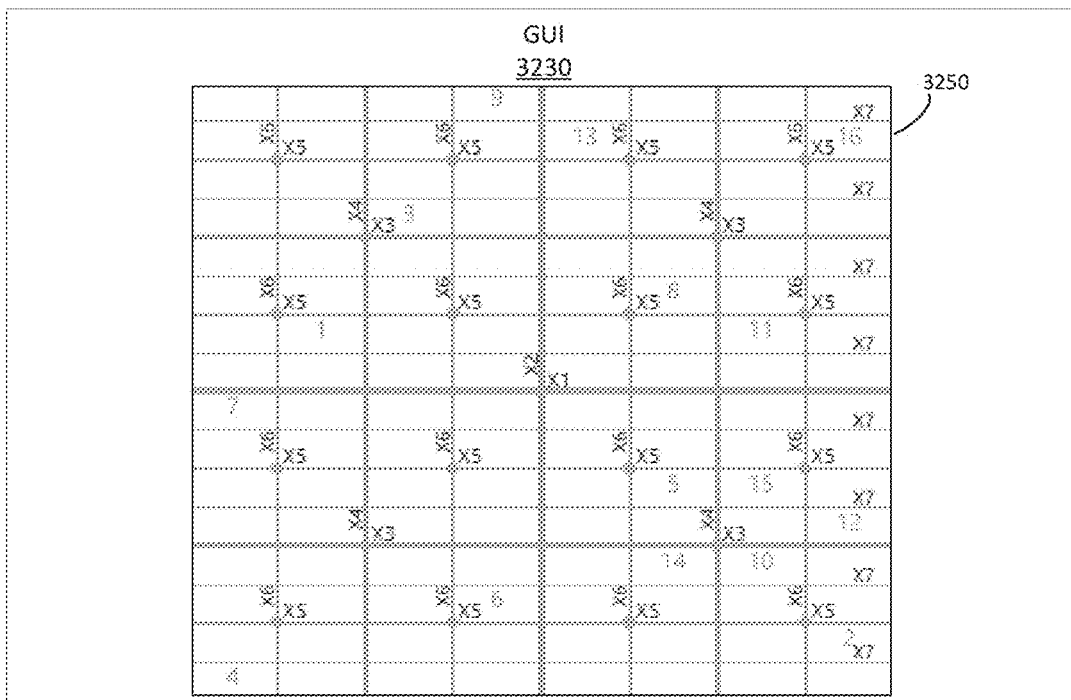 GUI
3230
3250
9
X7
X6 X6 13 X6 X6 16
X5 X5 X5 X5
X7
X4 3 X4
X3 X3
X7
X6 X6 X6 8 X6
X5 X5 X5 X5
1 11
X7
X2
X1
7
X7
X6 X6 X6 X6
X5 X5 X5 X5
15
X7
X4 X4 12
X3 X3
14 10
X7
X6 X6 6 X6 X6
X5 X5 X5 X5
2
X7
4